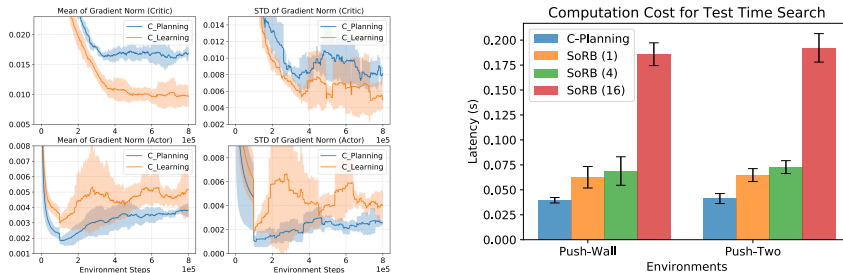 Mean of Gradient Norm (Critic)
C_Planning
C_Learning
0.020
0.015
0.010
0.005
0.000
0 2 4 6 8
1e5
STD of Gradient Norm (Critic)
C_Planning
C_Learning
0.014
0.012
0.010
0.008
0.006
0.004
0.002
0 2 4 6 8
1e5
Mean of Gradient Norm (Actor)
C_Planning
C_Learning
0.008
0.007
0.006
0.005
0.004
0.003
0.002
0.001
0 2 4 6 8
1e5
Environment Steps
STD of Gradient Norm (Actor)
C_Planning
C_Learning
0.006
0.004
0.002
0.000
0 2 4 6 8
1e5
Environment Steps
Computation Cost for Test Time Search
C-Planning
SoRB (1)
SoRB (4)
SoRB (16)
Latency (s)
0.200
0.175
0.150
0.125
0.100
0.075
0.050
0.025
0.000
Push-Wall Push-Two
Environments